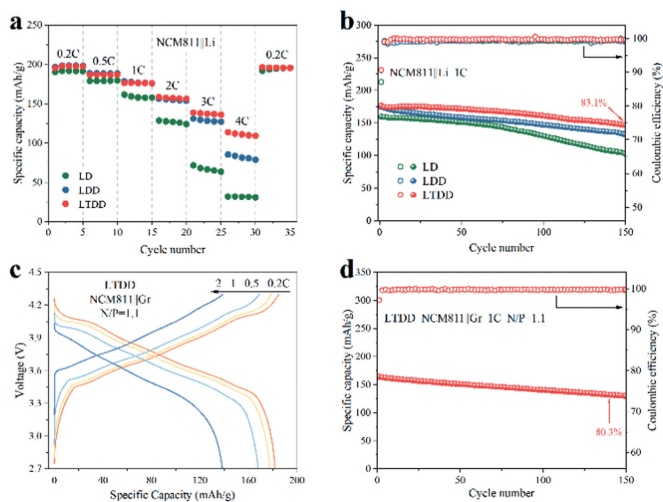 a
NCM811||Li
0.2C
0.5C
1C
2C
3C
4C
0.2C
LD
LDD
LTDD
250
200
150
100
50
0
0 5 10 15 20 25 30 35
Specific capacity (mAh/g)
Cycle number
b
NCM811||Li 1C
83.1%
LD
LDD
LTDD
300
250
200
150
100
50
0
100
90
80
70
60
50
0 50 100 150
Specific capacity (mAh/g)
Coulombic efficiency (%)
Cycle number
c
LTDD
NCM811||Gr
N/P=1.1
2 1 0.5 0.2C
4.5
4.2
3.9
3.6
3.3
3.0
2.7
0 40 80 120 160 200
Voltage (V)
Specific Capacity (mAh/g)
d
LTDD NCM811||Gr 1C N/P 1.1
80.3%
350
300
250
200
150
100
50
0
100
90
80
70
60
0 50 100 150
Specific capacity (mAh/g)
Coulombic efficiency (%)
Cycle number